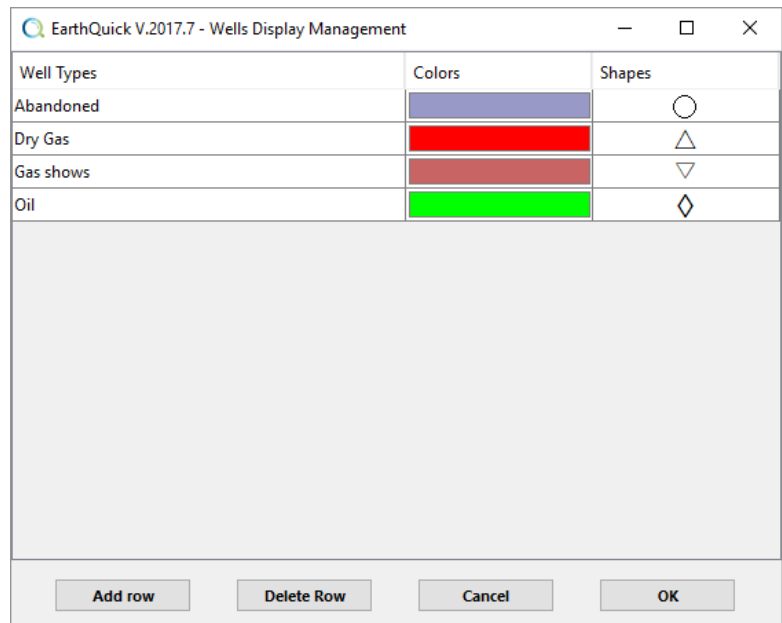 EarthQuick V.2017.7 - Wells Display Management
Well Types Colors Shapes
Abandoned
Dry Gas
Gas shows
Oil
Add row Delete Row Cancel OK